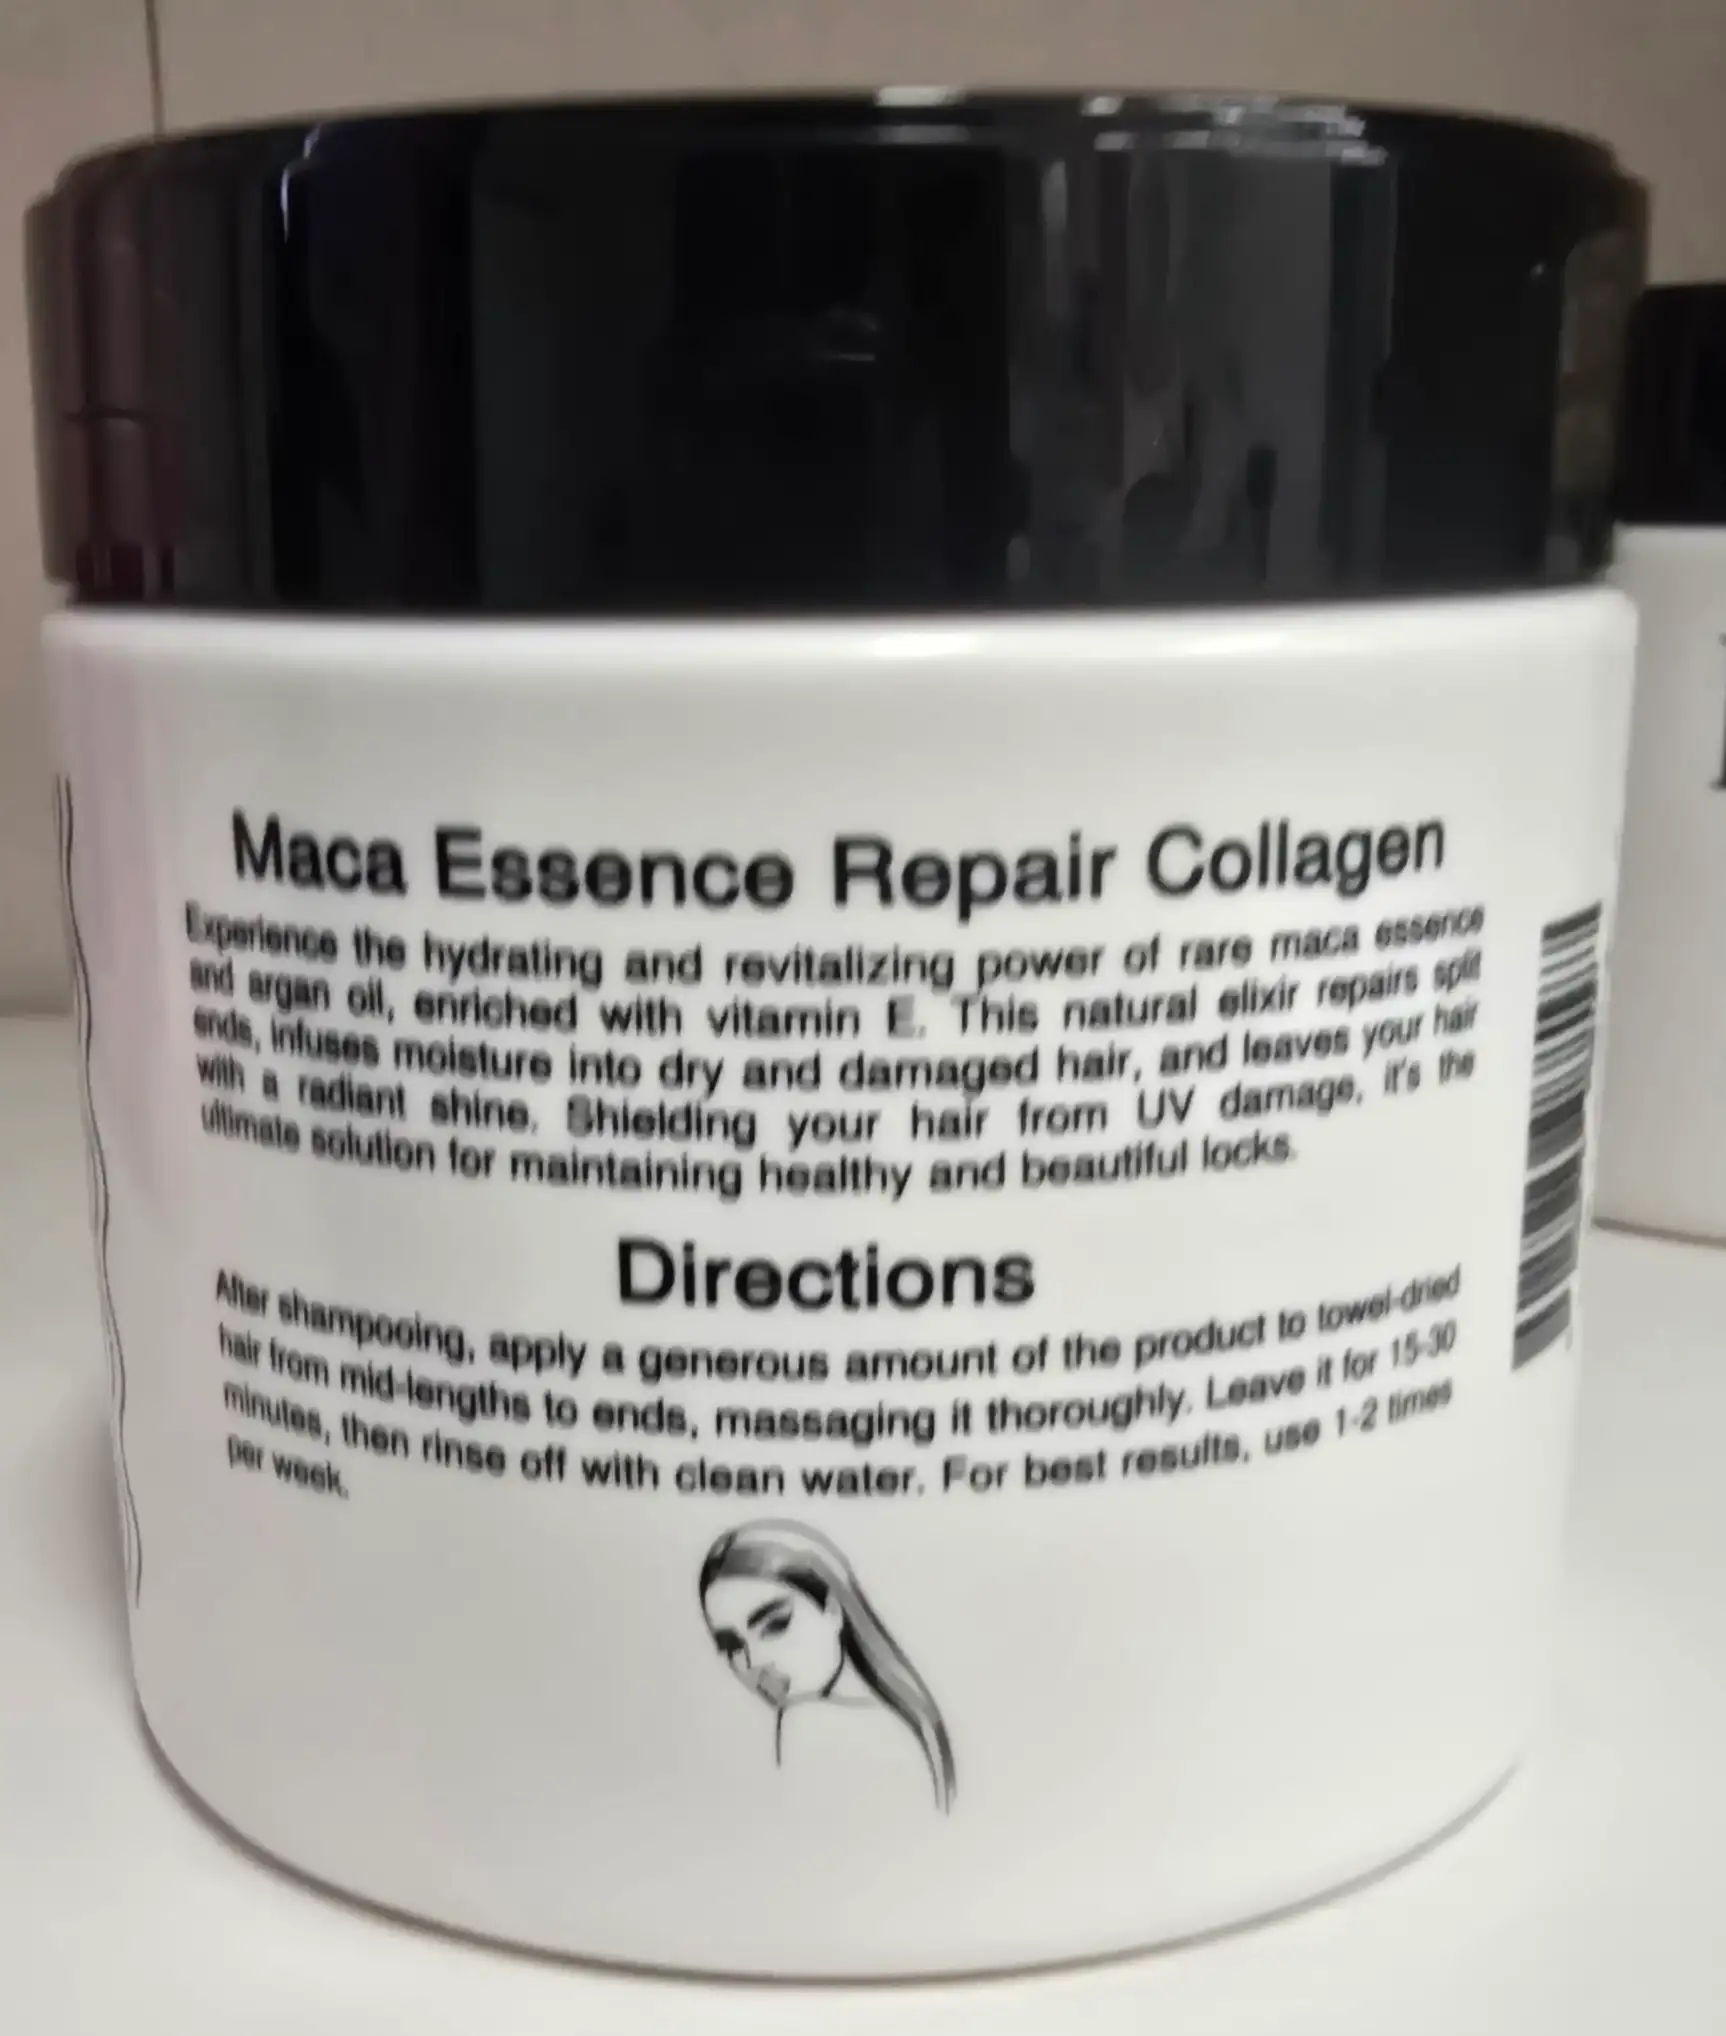 Maca Essence Repair Collagen
Experience the hydrating and revitalizing power of rare maca essence
and argan oil, enriched with vitamin E. This natural elixir repairs split
ends, infuses moisture into dry and damaged hair, and leaves your hair
with a radiant shine. Shielding your hair from UV damage, it's the
ultimate solution for maintaining healthy and beautiful locks.
Directions
After shampooing, apply a generous amount of the product to towel-dried
hair from mid-lengths to ends, massaging it thoroughly. Leave it for 15-30
minutes, then rinse off with clean water. For best results, use 1-2 times
per week.